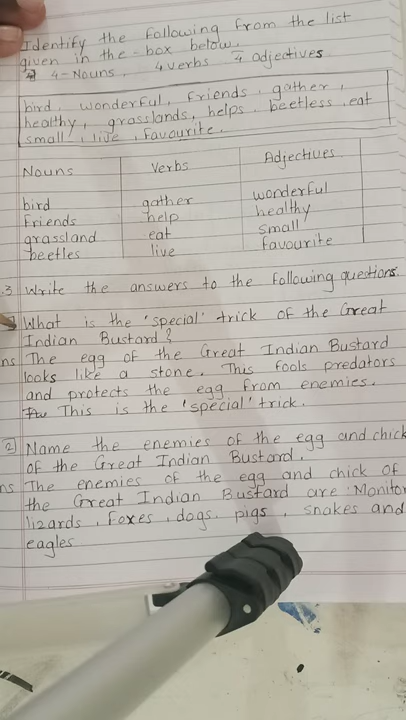 Identify the following from the list
given in the box below.
4-Nouns, 4 verbs 4 adjectives
bird, wonderful, friends, gather,
healthy, grasslands, helps, beetless, eat
small, live, favourite.
Nouns Verbs Adjectives
bird gather wonderful
Friends help healthy
grassland eat small
beetles live favourite
.3 Write the answers to the following questions.
What is the 'special' trick of the Great
Indian Bustard?
ns The egg of the Great Indian Bustard
looks like a stone. This fools predators
and protects the egg from enemies.
This is the 'special' trick.
2 Name the enemies of the egg and chick
of the Great Indian Bustard.
ns The enemies of the egg and chick of
the Great Indian Bustard are Monitor
lizards, Foxes, dogs, pigs, snakes and
eagles